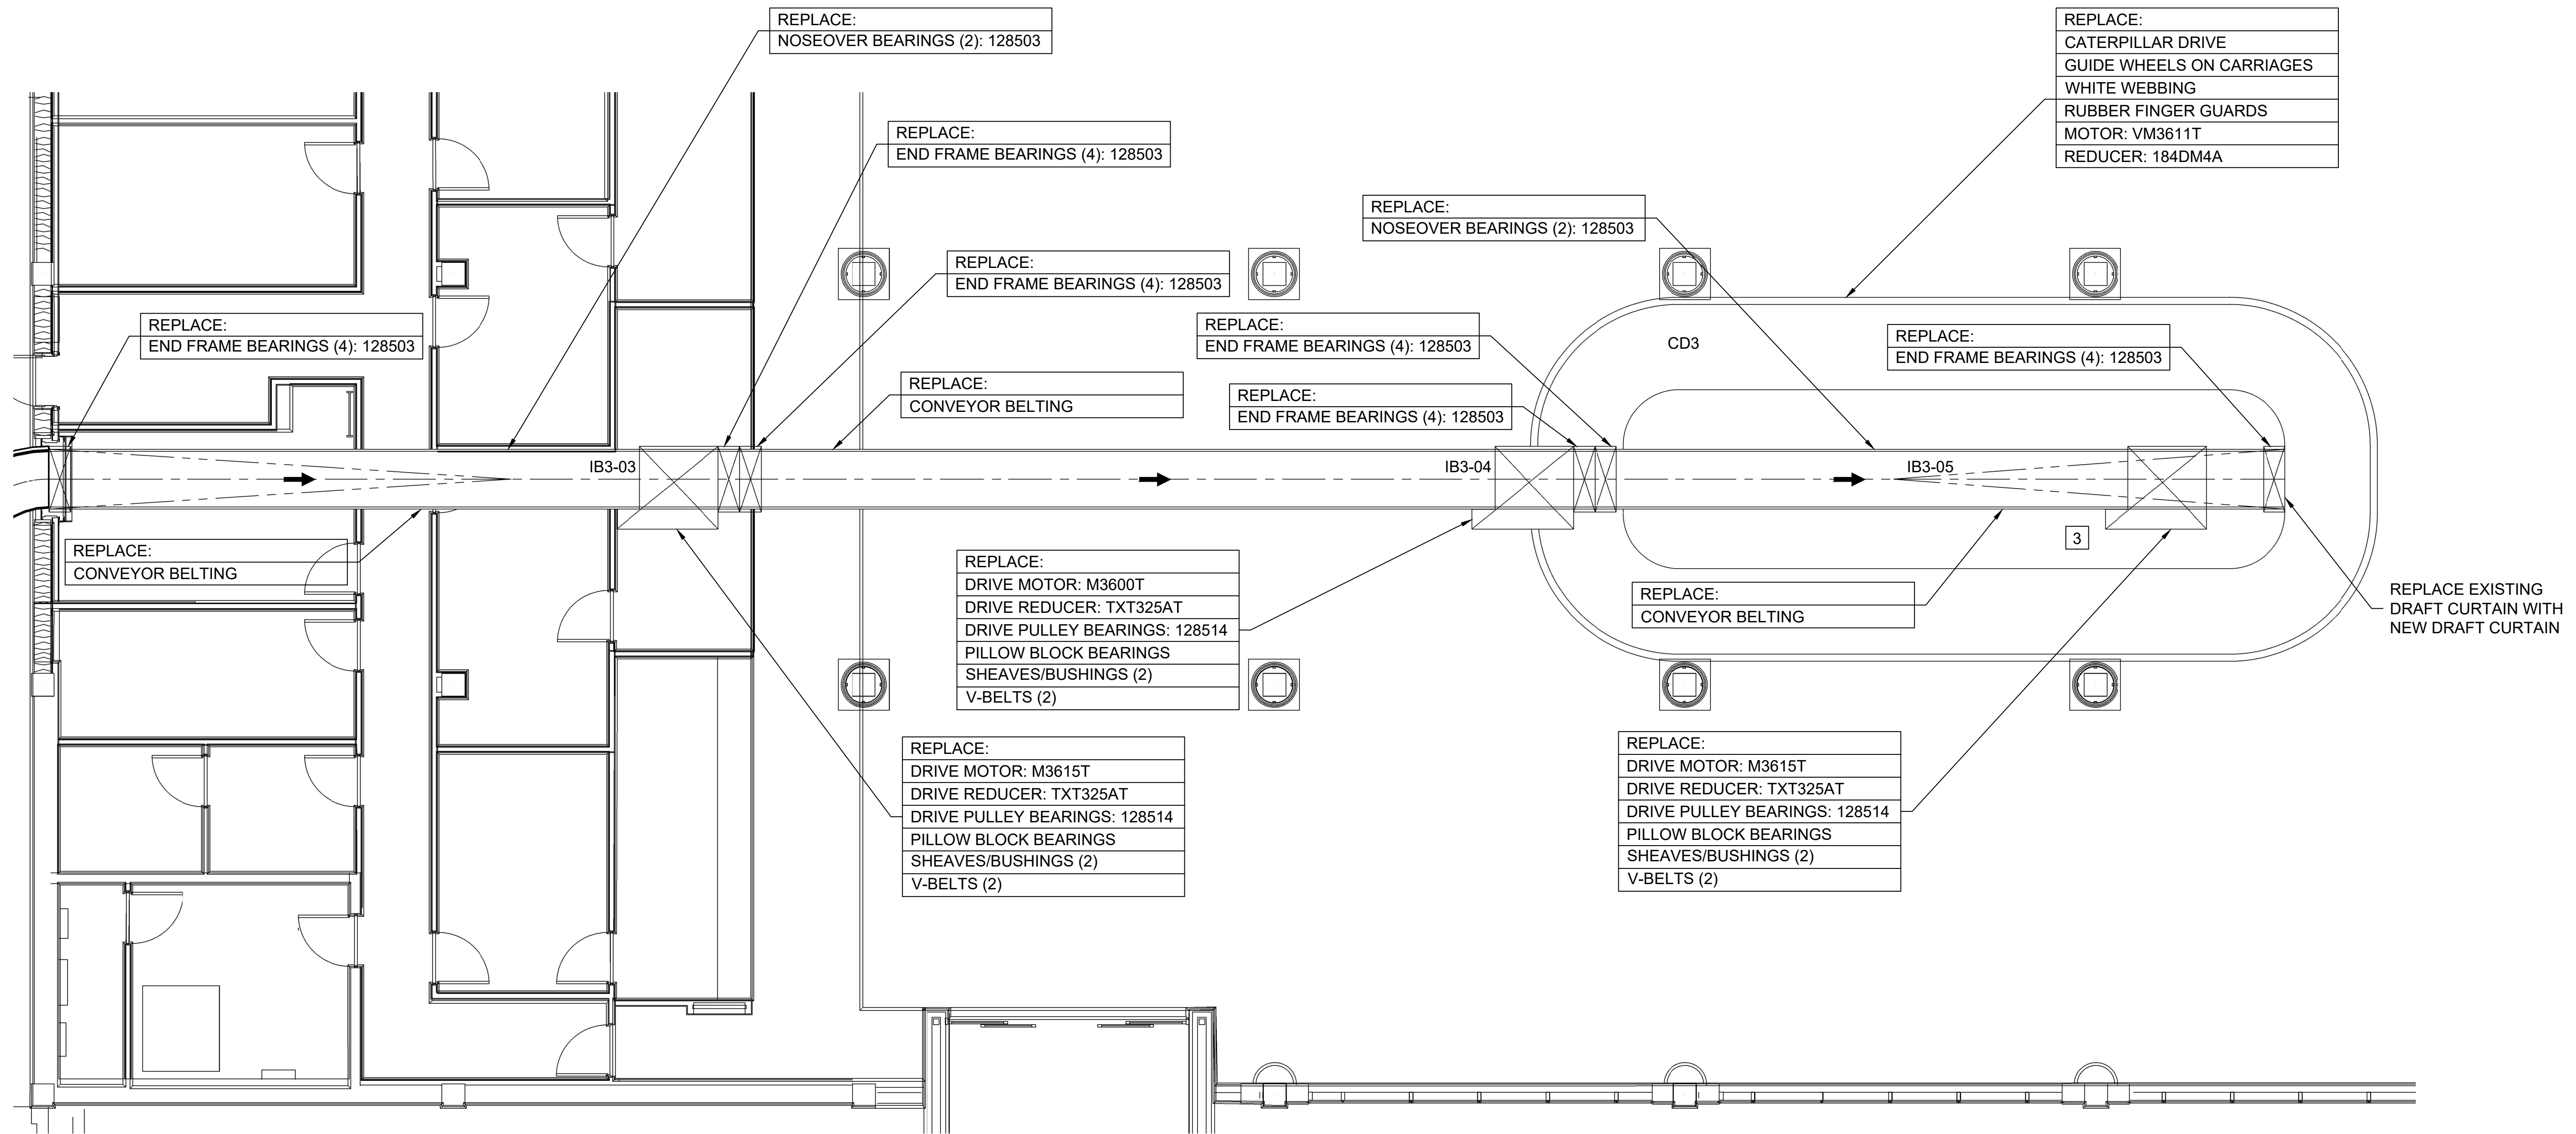 REPLACE:
NOSEOVER BEARINGS (2): 128503
REPLACE:
CATERPILLAR DRIVE
GUIDE WHEELS ON CARRIAGES
WHITE WEBBING
RUBBER FINGER GUARDS
MOTOR: VM3611T
REDUCER: 184DM4A
REPLACE:
END FRAME BEARINGS (4): 128503
REPLACE:
NOSEOVER BEARINGS (2): 128503
REPLACE:
END FRAME BEARINGS (4): 128503
REPLACE:
END FRAME BEARINGS (4): 128503
REPLACE:
END FRAME BEARINGS (4): 128503
CD3
REPLACE:
END FRAME BEARINGS (4): 128503
REPLACE:
CONVEYOR BELTING
REPLACE:
END FRAME BEARINGS (4): 128503
IB3-03
IB3-04
IB3-05
3
REPLACE:
CONVEYOR BELTING
REPLACE:
DRIVE MOTOR: M3600T
DRIVE REDUCER: TXT325AT
DRIVE PULLEY BEARINGS: 128514
PILLOW BLOCK BEARINGS
SHEAVES/BUSHINGS (2)
V-BELTS (2)
REPLACE:
CONVEYOR BELTING
REPLACE EXISTING
DRAFT CURTAIN WITH
NEW DRAFT CURTAIN
REPLACE:
DRIVE MOTOR: M3615T
DRIVE REDUCER: TXT325AT
DRIVE PULLEY BEARINGS: 128514
PILLOW BLOCK BEARINGS
SHEAVES/BUSHINGS (2)
V-BELTS (2)
REPLACE:
DRIVE MOTOR: M3615T
DRIVE REDUCER: TXT325AT
DRIVE PULLEY BEARINGS: 128514
PILLOW BLOCK BEARINGS
SHEAVES/BUSHINGS (2)
V-BELTS (2)